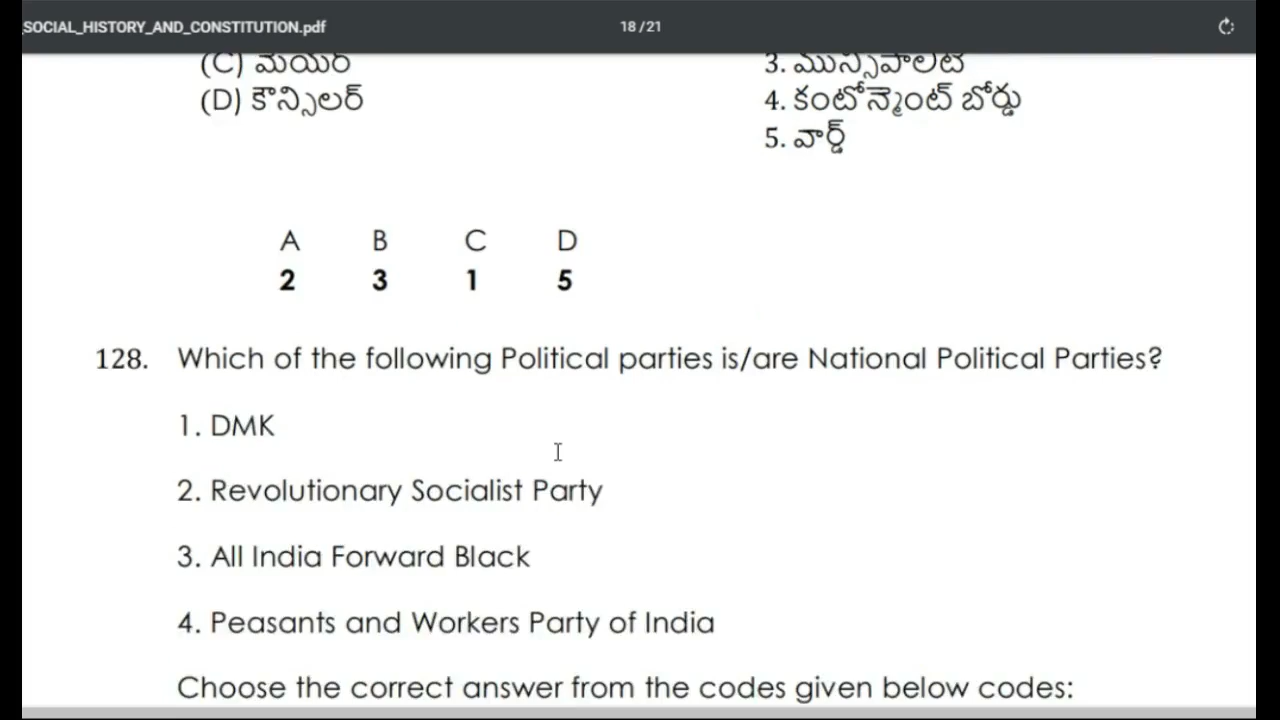 _SOCIAL_HISTORY_AND_CONSTITUTION.pdf 18 / 21
(C) మేయర్ 3. మున్సిపాలిటీ
(D) కౌన్సిలర్ 4. కంటోన్మెంట్ బోర్డు
5. వార్డ్
A B C D
2 3 1 5
128. Which of the following Political parties is/are National Political Parties?
1. DMK
2. Revolutionary Socialist Party
3. All India Forward Black
4. Peasants and Workers Party of India
Choose the correct answer from the codes given below codes: